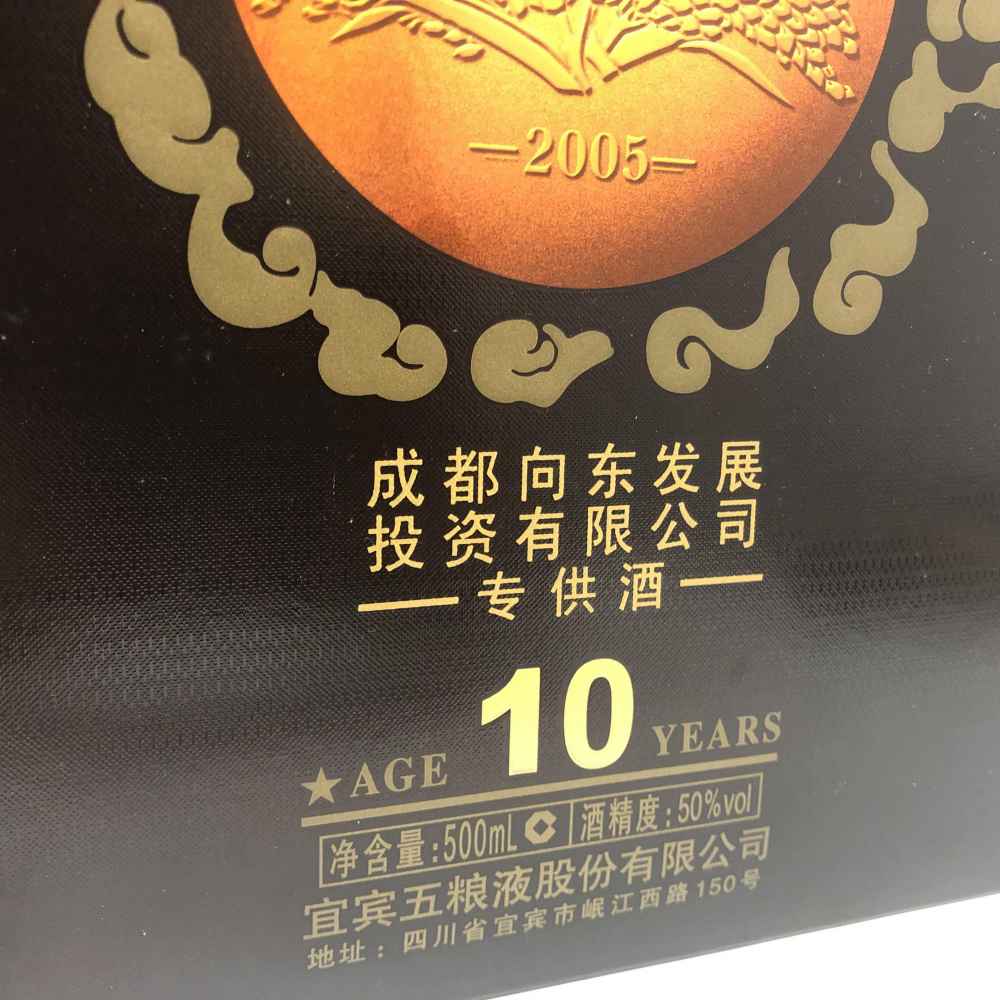 —2005—
成都向东发展
投资有限公司
—专供酒—
★AGE 10 YEARS
净含量:500mL 酒精度:50%vol
宜宾五粮液股份有限公司
地址：四川省宜宾市岷江西路150号